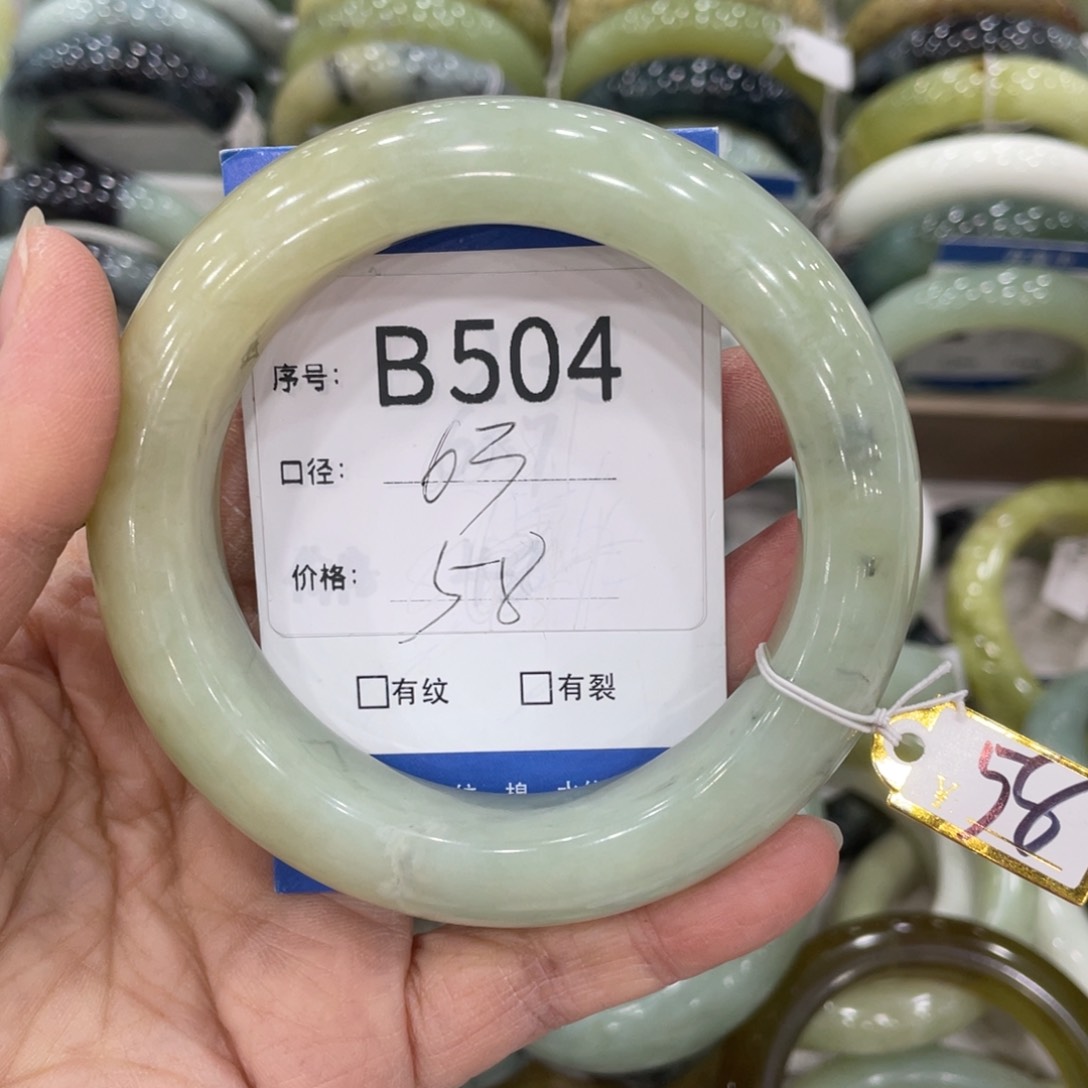 序号: B504
口径: 63
价格: 58
□有纹 □有裂
¥ 58